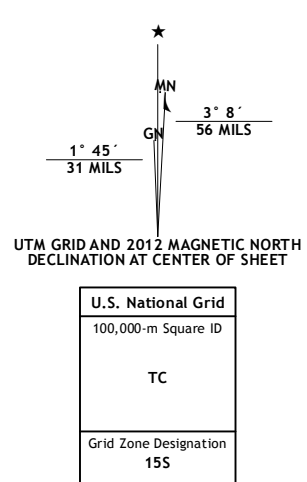 ★
MN
3° 8´
56 MILS
GN
1° 45´
31 MILS
UTM GRID AND 2012 MAGNETIC NORTH
DECLINATION AT CENTER OF SHEET
U.S. National Grid
100,000-m Square ID
TC
Grid Zone Designation
15S